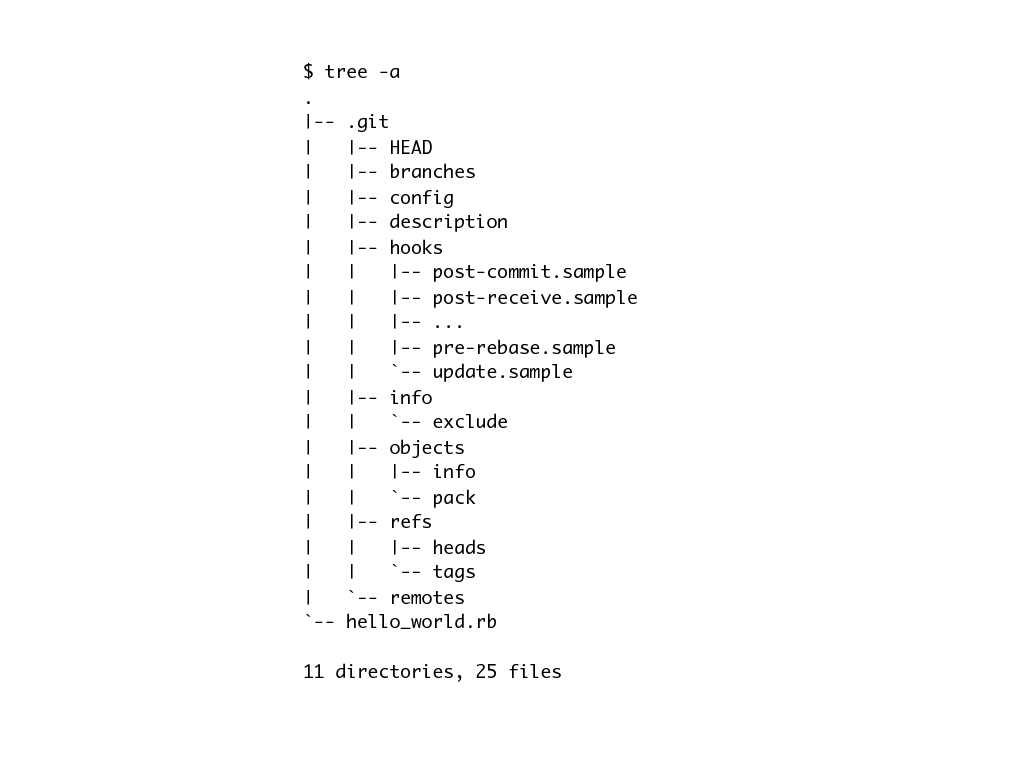 $ tree -a
.
|-- .git
|   |-- HEAD
|   |-- branches
|   |-- config
|   |-- description
|   |-- hooks
|   |   |-- post-commit.sample
|   |   |-- post-receive.sample
|   |   |-- ...
|   |   |-- pre-rebase.sample
|   |   `-- update.sample
|   |-- info
|   |   `-- exclude
|   |-- objects
|   |   |-- info
|   |   `-- pack
|   |-- refs
|   |   |-- heads
|   |   `-- tags
|   `-- remotes
`-- hello_world.rb

11 directories, 25 files